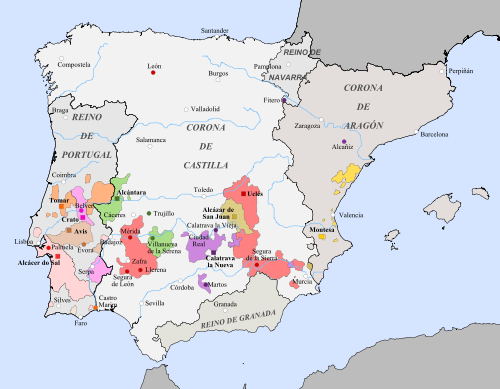 Santander
REINO DE
NAVARRA
Compostela
León
Burgos
Pamplona
Perpiñán
Fitero
Braga
Valladolid
CORONA
DE
ARAGÓN
REINO
DE
PORTUGAL
Zaragoza
Barcelona
CORONA
DE
CASTILLA
Salamanca
Alcañiz
Coimbra
Toledo
Tomar
Belver
Alcántara
Uclés
Crato
Cáceres
Trujillo
Alcázar de
San Juan
Valencia
Avis
Calatrava la Vieja
Montesa
Lisboa
Palmela
Évora
Badajoz
Mérida
Villanueva
de la Serena
Ciudad
Real
Calatrava
la Nueva
Segura
de la Sierra
Alcácer do Sal
Zafra
Llerena
Serpa
Segura
de León
Córdoba
Martos
Murcia
Silves
Castro
Marim
Sevilla
Faro
Granada
REINO DE GRANADA